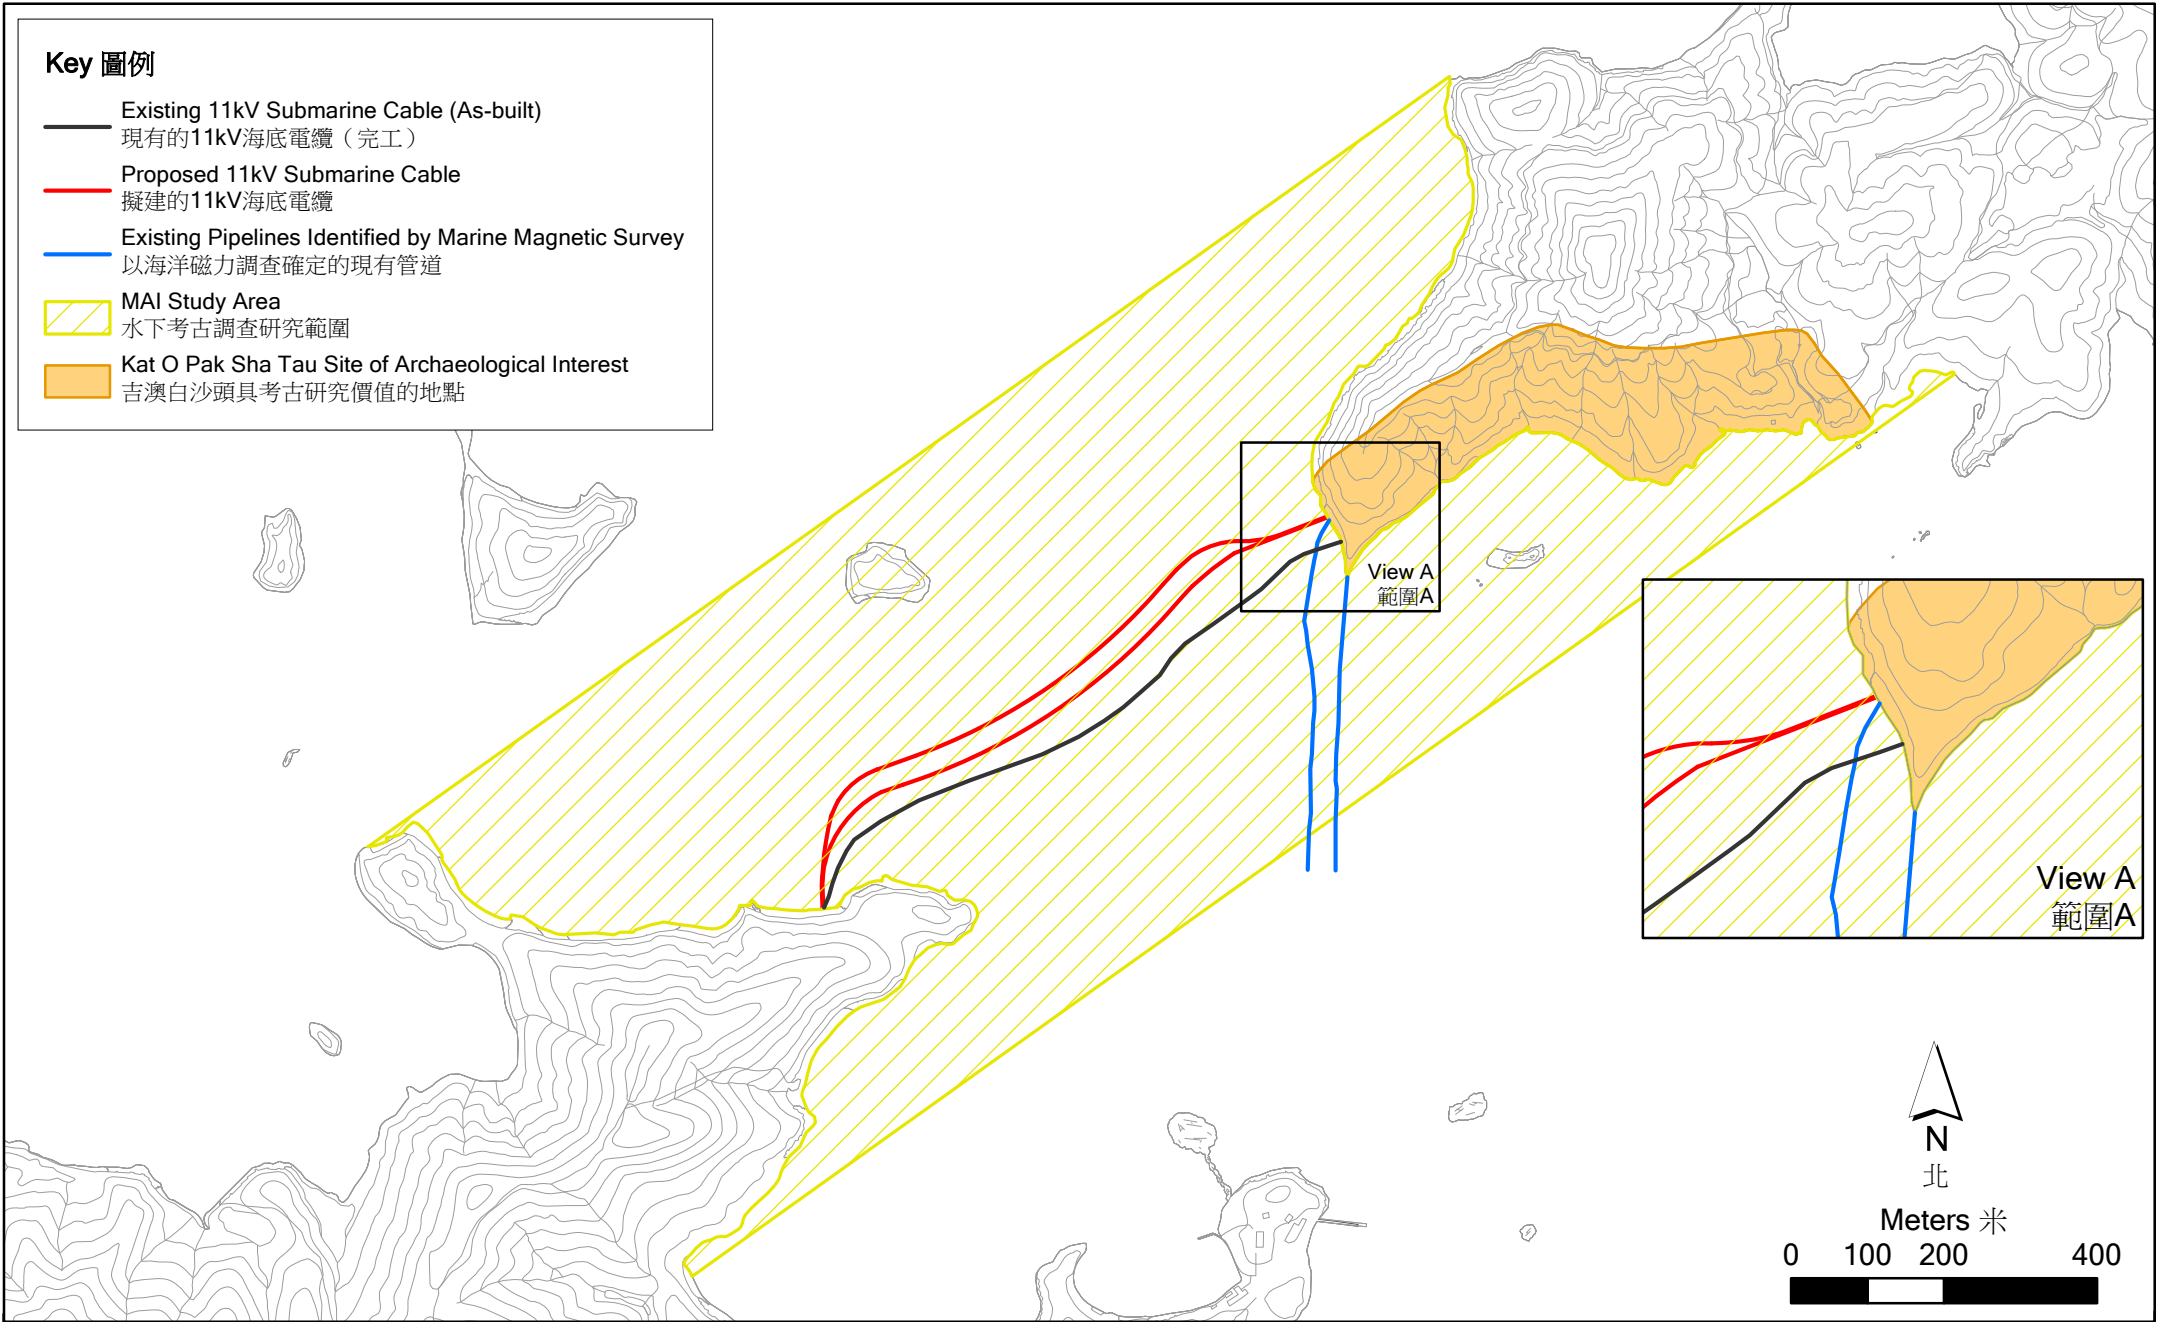 Key 圖例
Existing 11kV Submarine Cable (As-built)
現有的11kV海底電纜（完工）
Proposed 11kV Submarine Cable
擬建的11kV海底電纜
Existing Pipelines Identified by Marine Magnetic Survey
以海洋磁力調查確定的現有管道
MAI Study Area
水下考古調查研究範圍
Kat O Pak Sha Tau Site of Archaeological Interest
吉澳白沙頭具考古研究價值的地點
View A
範圍A
View A
範圍A
N
北
Meters 米
0 100 200 400